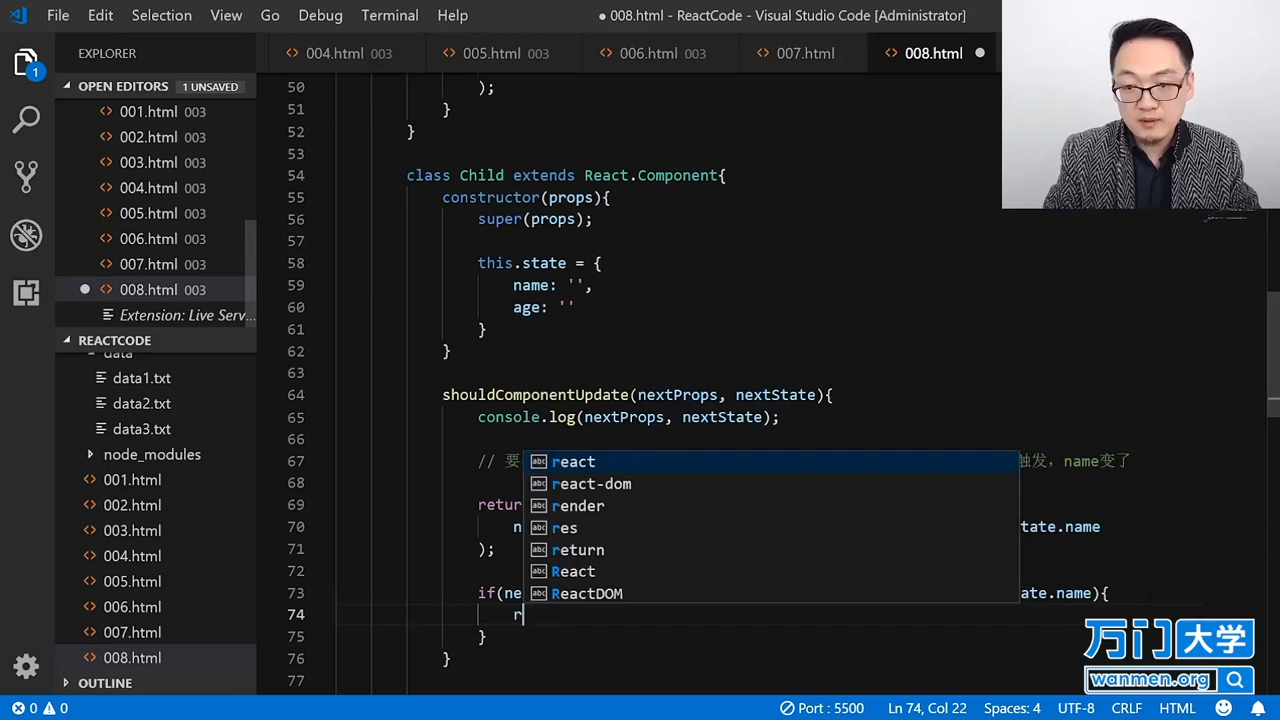 File Edit Selection View Go Debug Terminal Help
● 008.html - ReactCode - Visual Studio Code [Administrator]
EXPLORER
004.html 003
005.html 003
006.html 003
007.html
008.html
1
OPEN EDITORS 1 UNSAVED
001.html 003
002.html 003
003.html 003
004.html 003
005.html 003
006.html 003
007.html 003
008.html 003
Extension: Live Serv...
REACTCODE
data
data1.txt
data2.txt
data3.txt
node_modules
001.html
002.html
003.html
004.html
005.html
006.html
007.html
008.html
OUTLINE
50 );
51 }
52 }
53
54 class Child extends React.Component{
55 constructor(props){
56 super(props);
57
58 this.state = {
59 name: '',
60 age: ''
61 }
62 }
63
64 shouldComponentUpdate(nextProps, nextState){
65 console.log(nextProps, nextState);
66
67 // 要 触发，name变了
68
69 return
70 n tate.name
71 );
72
73 if(ne ate.name){
74 r
75 }
76 }
77
react
react-dom
render
res
return
React
ReactDOM
万门大学
wanmen.org
0 0
Port : 5500
Ln 74, Col 22
Spaces: 4
UTF-8
CRLF
HTML